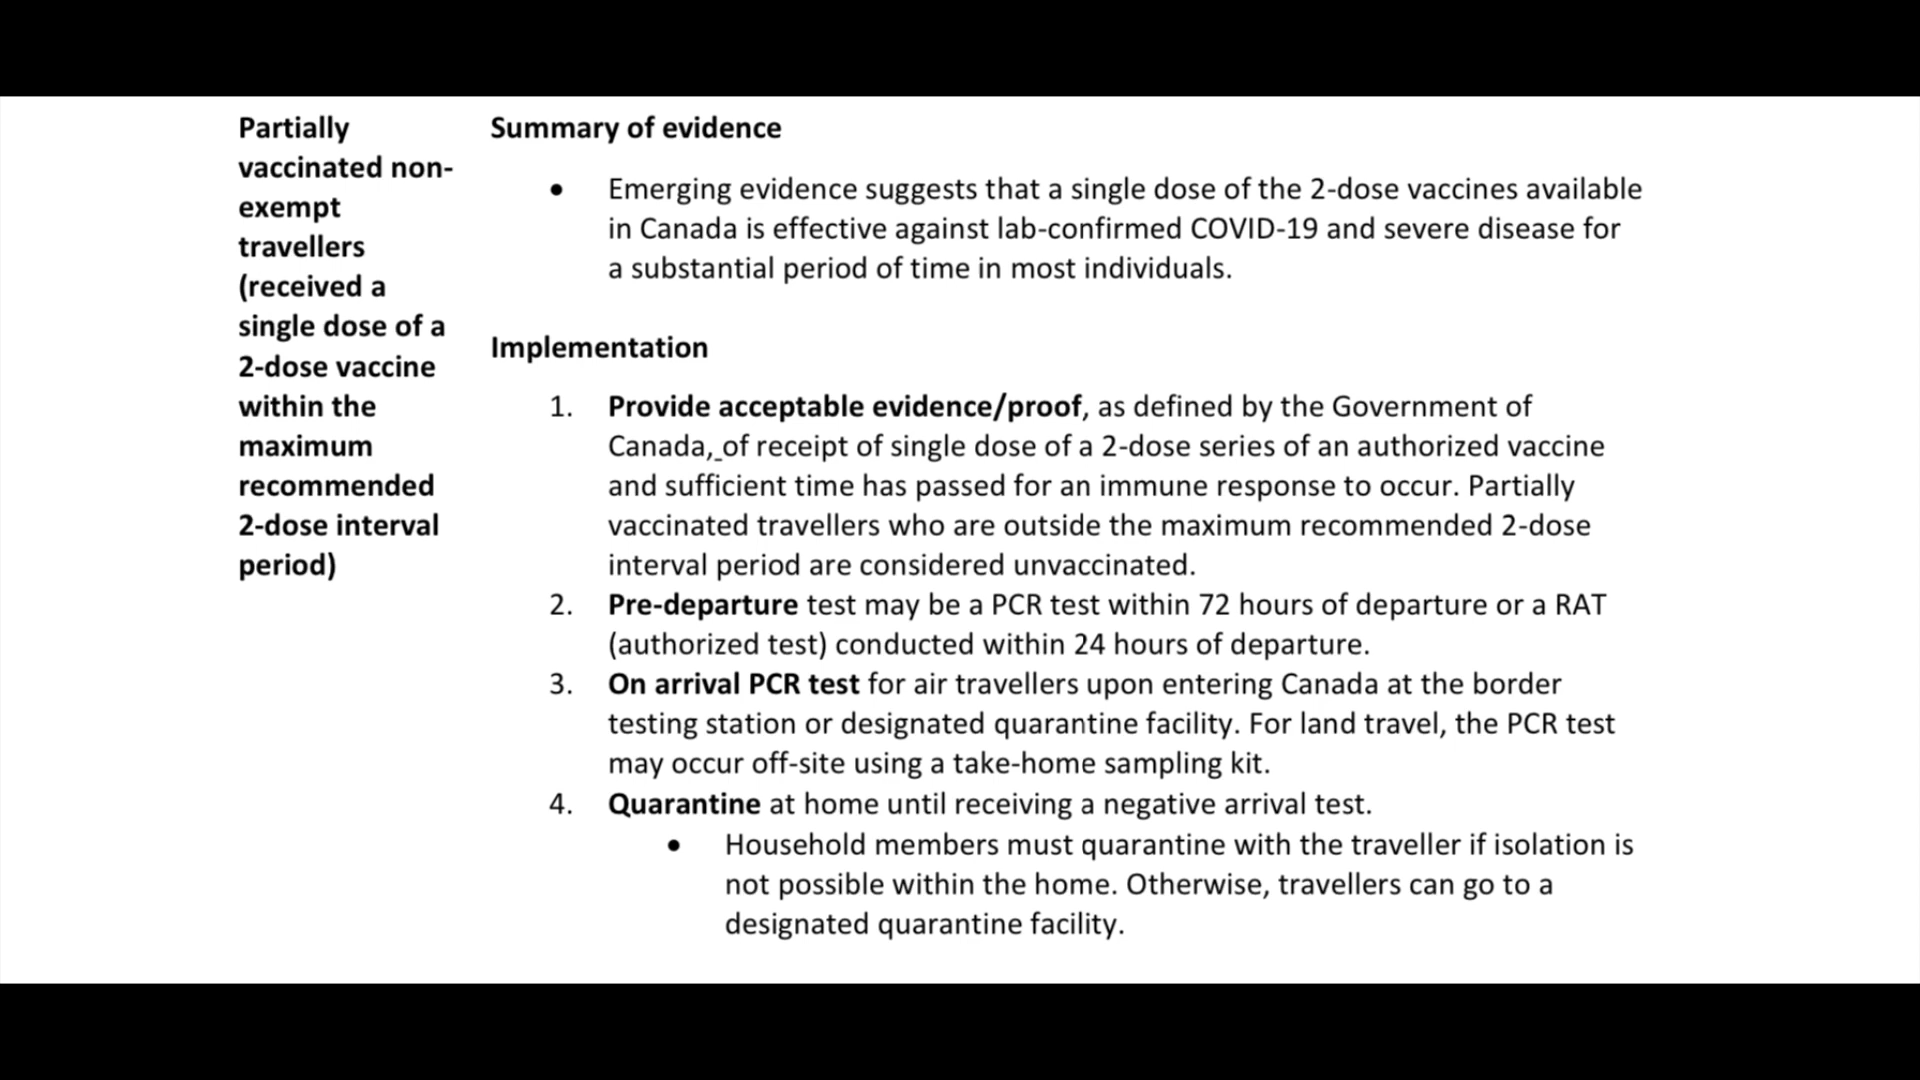 Partially
vaccinated non-
exempt
travellers
(received a
single dose of a
2-dose vaccine
within the
maximum
recommended
2-dose interval
period)
Summary of evidence
• Emerging evidence suggests that a single dose of the 2-dose vaccines available
in Canada is effective against lab-confirmed COVID-19 and severe disease for
a substantial period of time in most individuals.
Implementation
1. Provide acceptable evidence/proof, as defined by the Government of
Canada, of receipt of single dose of a 2-dose series of an authorized vaccine
and sufficient time has passed for an immune response to occur. Partially
vaccinated travellers who are outside the maximum recommended 2-dose
interval period are considered unvaccinated.
2. Pre-departure test may be a PCR test within 72 hours of departure or a RAT
(authorized test) conducted within 24 hours of departure.
3. On arrival PCR test for air travellers upon entering Canada at the border
testing station or designated quarantine facility. For land travel, the PCR test
may occur off-site using a take-home sampling kit.
4. Quarantine at home until receiving a negative arrival test.
• Household members must quarantine with the traveller if isolation is
not possible within the home. Otherwise, travellers can go to a
designated quarantine facility.